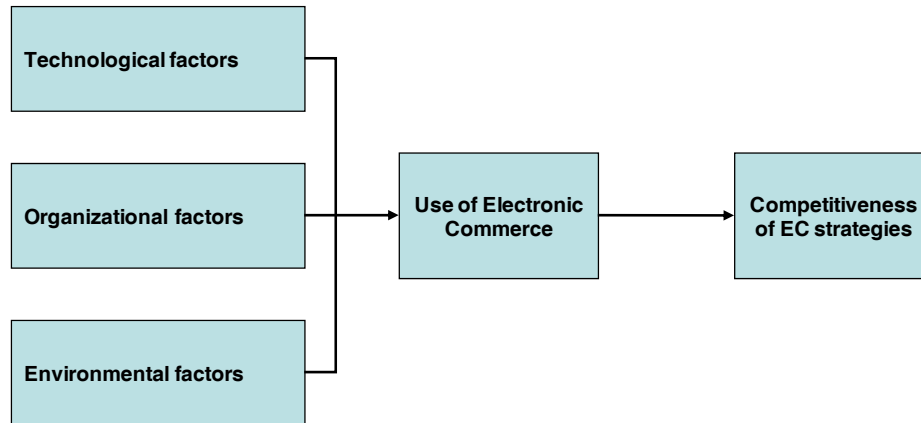 Technological factors
Organizational factors
Environmental factors
Use of Electronic
Commerce
Competitiveness
of EC strategies